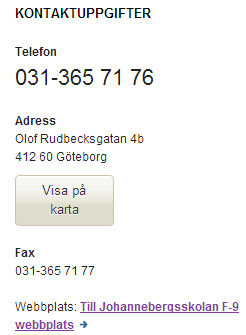 KONTAKTUPPGIFTER
Telefon
031-365 71 76
Adress
Olof Rudbecksgatan 4b
412 60 Göteborg
Visa på
karta
Fax
031-365 71 77
Webbplats: Till Johannebergsskolan F-9
webbplats